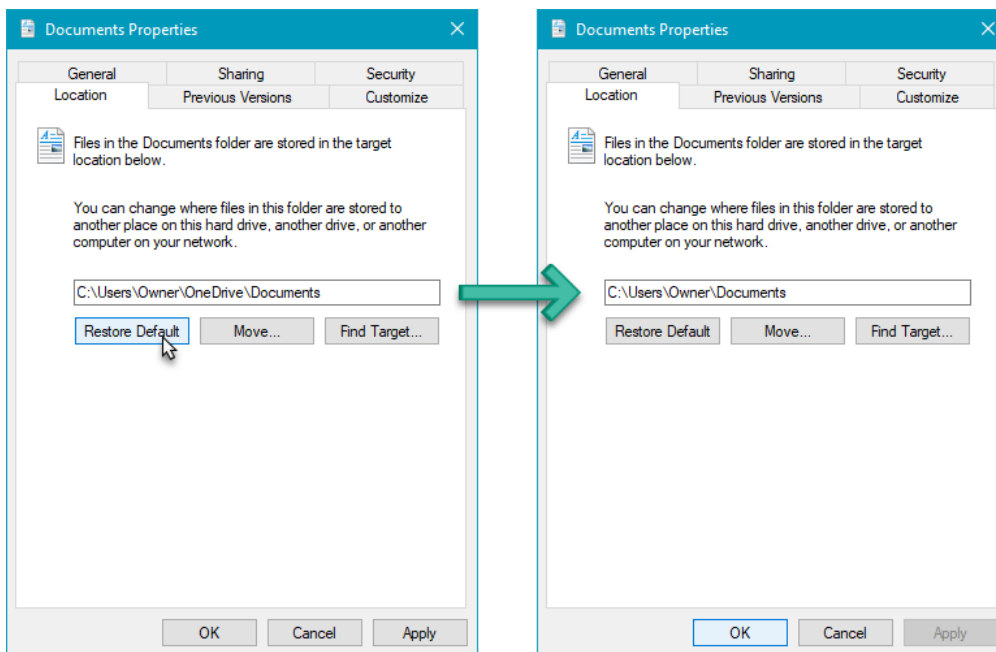 Documents Properties
General Sharing Security
Location Previous Versions Customize
Files in the Documents folder are stored in the target
location below.
You can change where files in this folder are stored to
another place on this hard drive, another drive, or another
computer on your network.
C:\Users\Owner\OneDrive\Documents
Restore Default Move... Find Target...
OK Cancel Apply
Documents Properties
General Sharing Security
Location Previous Versions Customize
Files in the Documents folder are stored in the target
location below.
You can change where files in this folder are stored to
another place on this hard drive, another drive, or another
computer on your network.
C:\Users\Owner\Documents
Restore Default Move... Find Target...
OK Cancel Apply